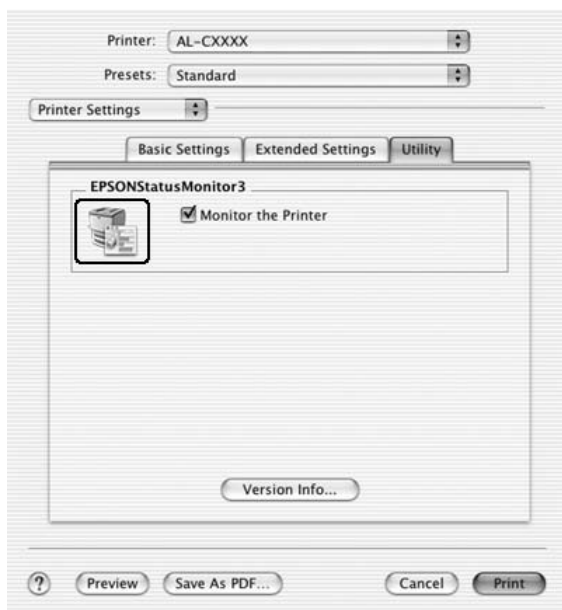 Printer: AL-CXXXX
Presets: Standard
Printer Settings
Basic Settings Extended Settings Utility
EPSONStatusMonitor3
Monitor the Printer
Version Info...
? Preview Save As PDF... Cancel Print